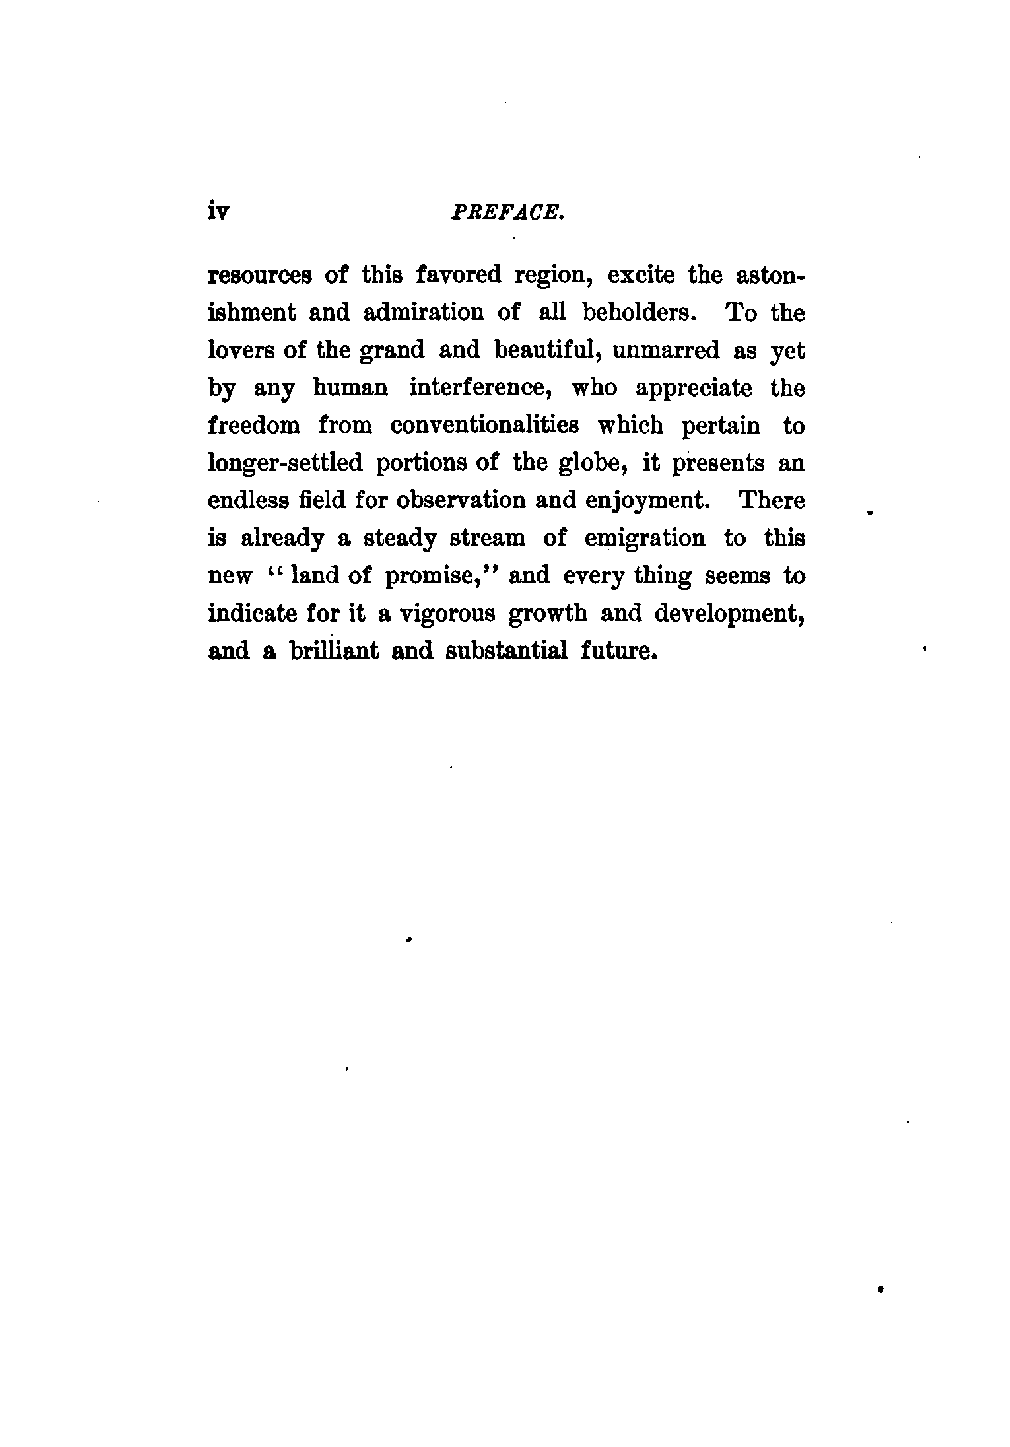 iv PREFACE.
resources of this favored region, excite the aston-
ishment and admiration of all beholders. To the
lovers of the grand and beautiful, unmarred as yet
by any human interference, who appreciate the
freedom from conventionalities which pertain to
longer-settled portions of the globe, it presents an
endless field for observation and enjoyment. There
is already a steady stream of emigration to this
new “ land of promise,” and every thing seems to
indicate for it a vigorous growth and development,
and a brilliant and substantial future.